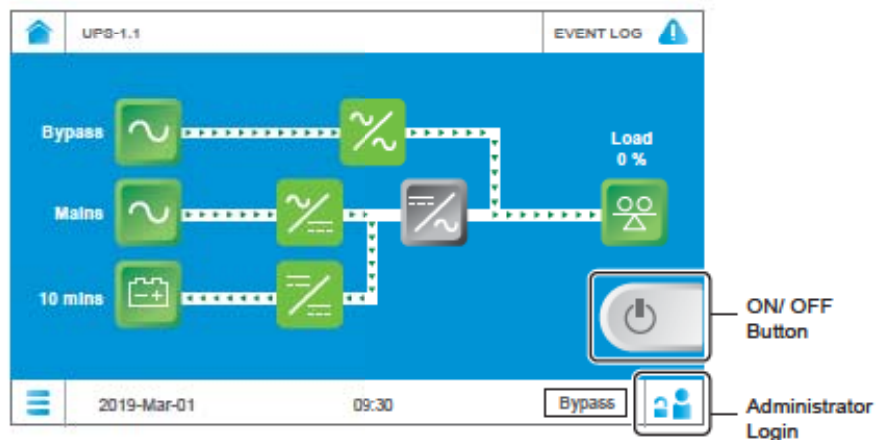 UPS-1.1
EVENT LOG
Bypass
Load
0 %
Mains
10 mins
ON/ OFF
Button
2019-Mar-01
09:30
Bypass
Administrator
Login